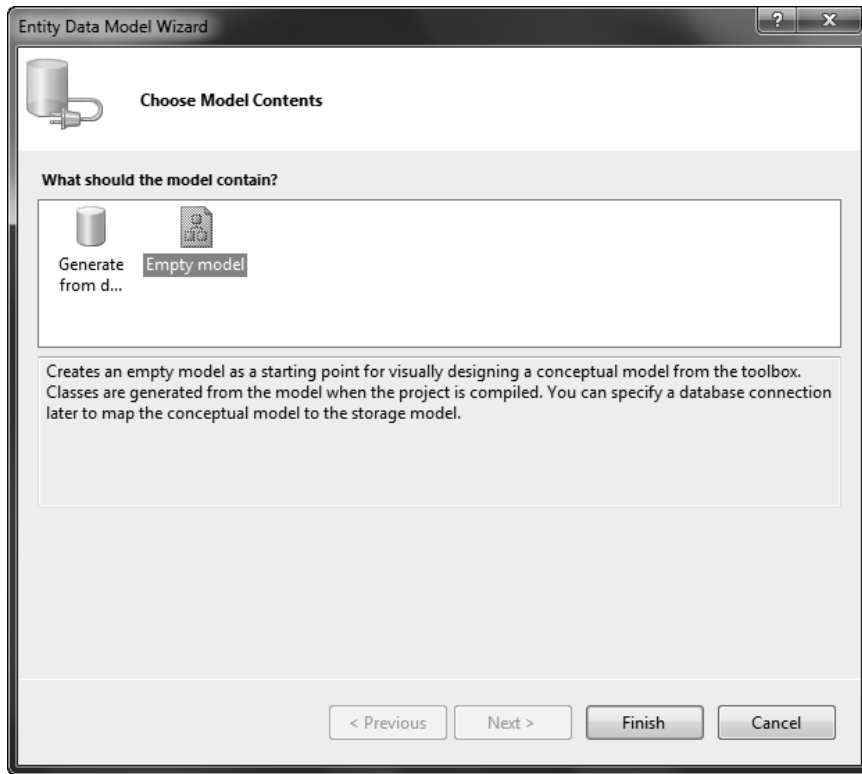 Entity Data Model Wizard
?
X
Choose Model Contents
What should the model contain?
Generate
from d...
Empty model
Creates an empty model as a starting point for visually designing a conceptual model from the toolbox.
Classes are generated from the model when the project is compiled. You can specify a database connection
later to map the conceptual model to the storage model.
< Previous
Next >
Finish
Cancel